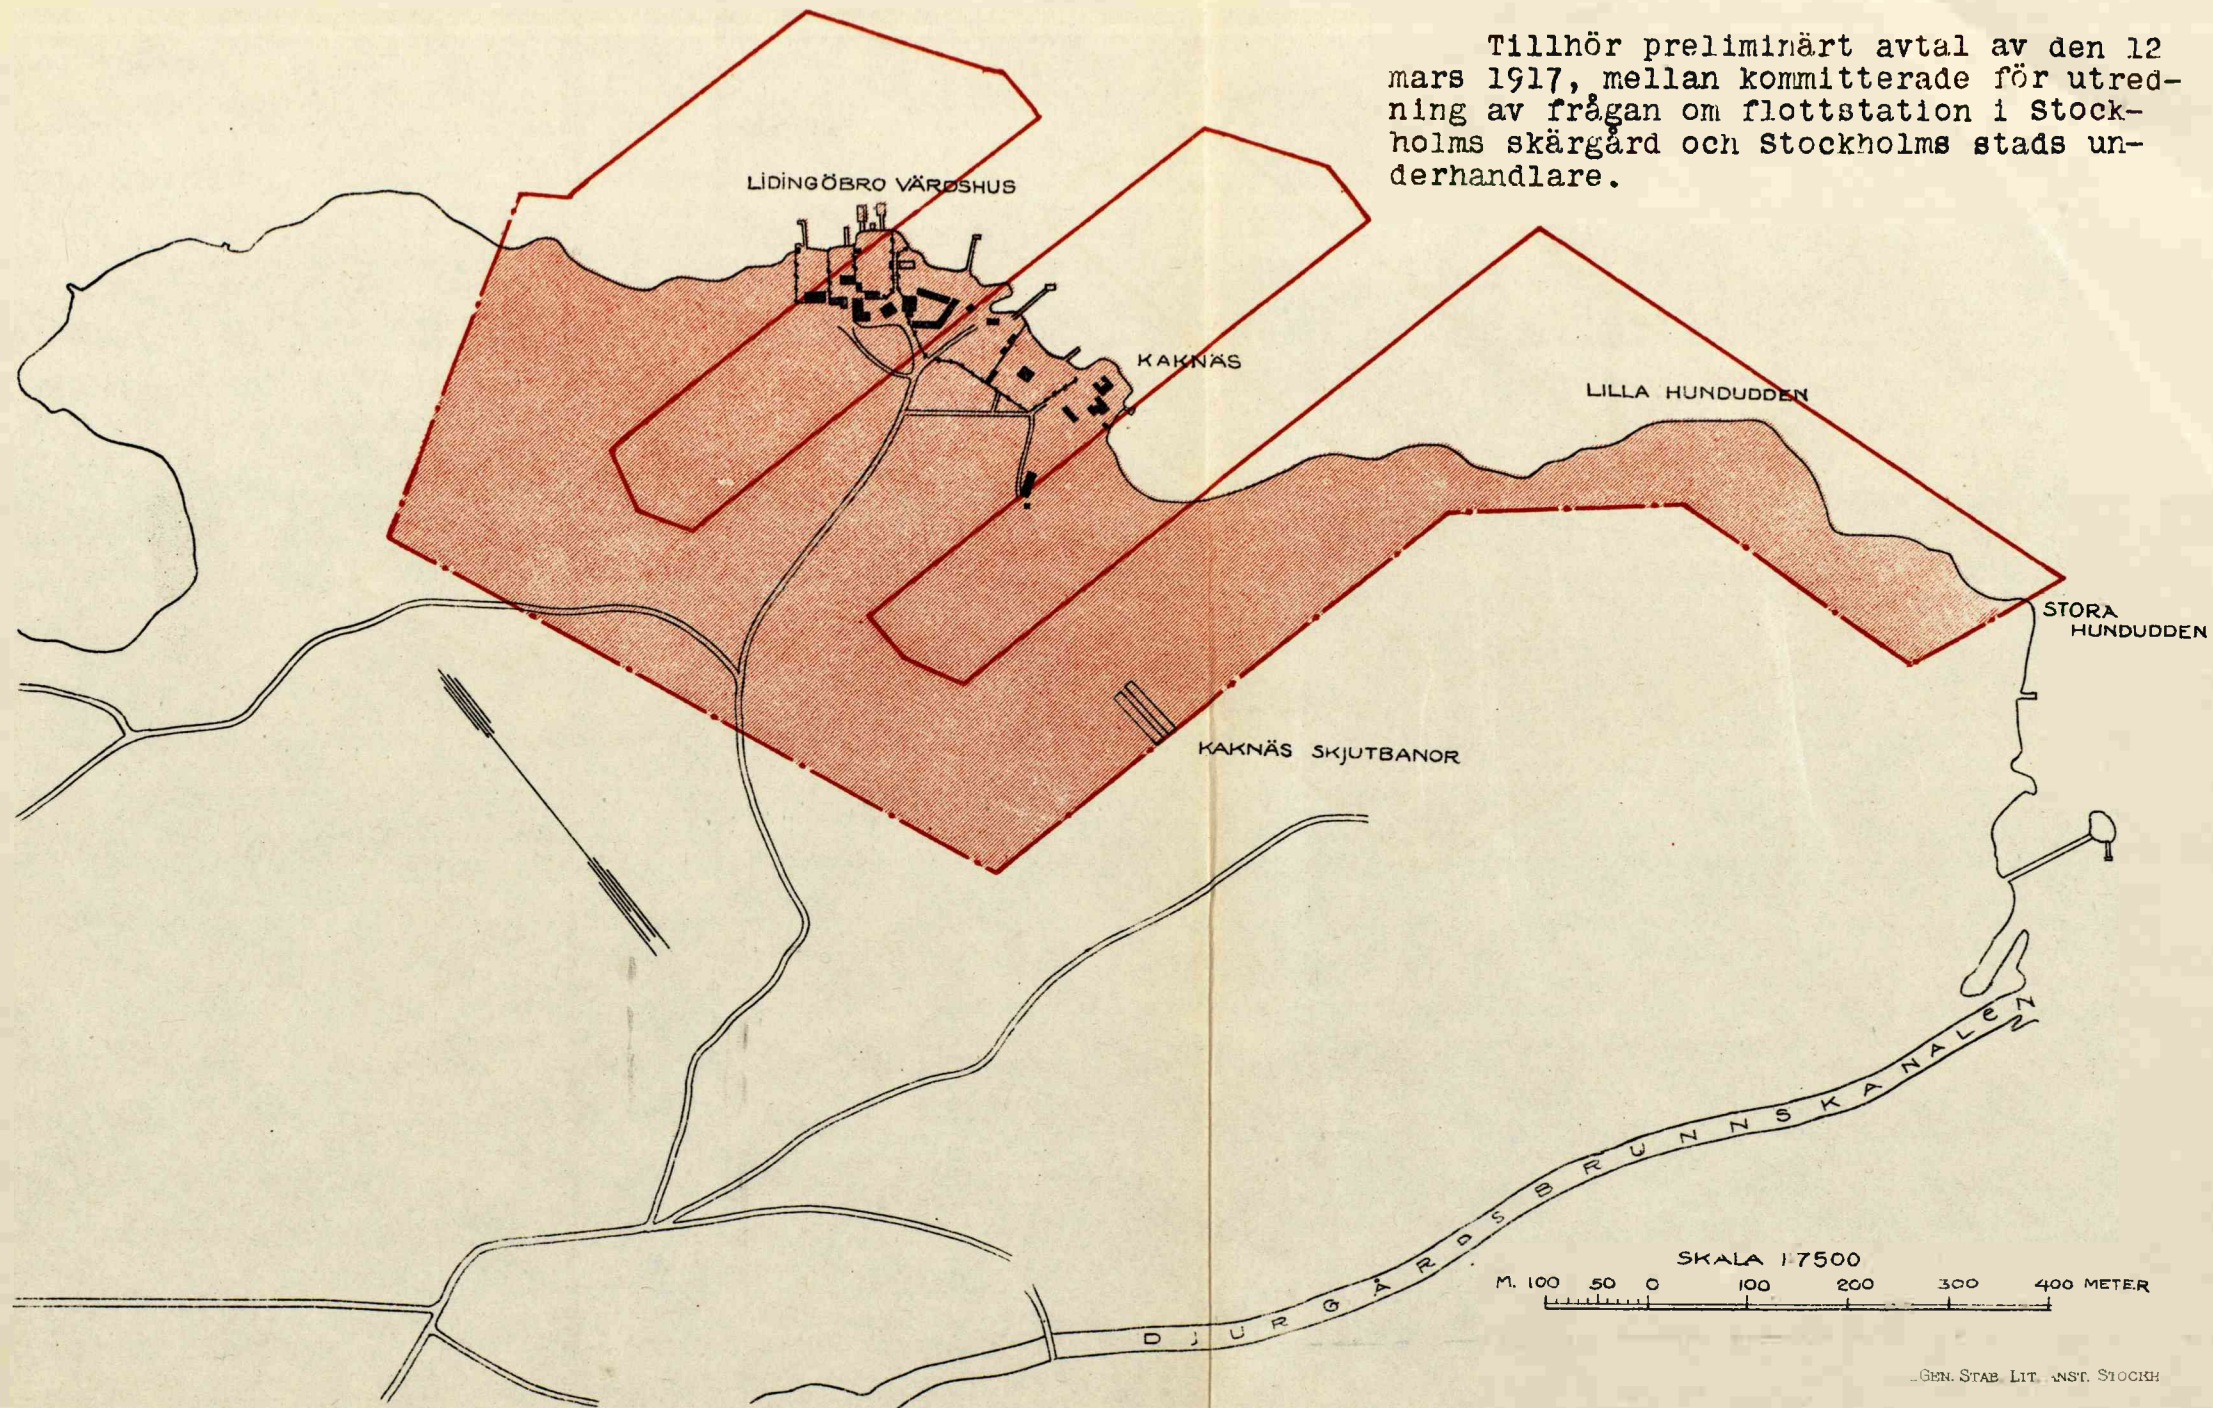 Tillhör preliminärt avtal av den 12
mars 1917, mellan kommitterade för utred-
ning av frågan om flottstation i Stock-
holms skärgård och Stockholms stads un-
derhandlare.
LIDINGÖBRO VÄRDSHUS
KAKNÄS
LILLA HUNDUDDEN
STORA
HUNDUDDEN
KAKNÄS SKJUTBANOR
DJURGÅRDSBRUNNSKANALEN
SKALA 1:7500
M. 100 50 0 100 200 300 400 METER
GEN. STAB. LIT. ANST. STOCKH